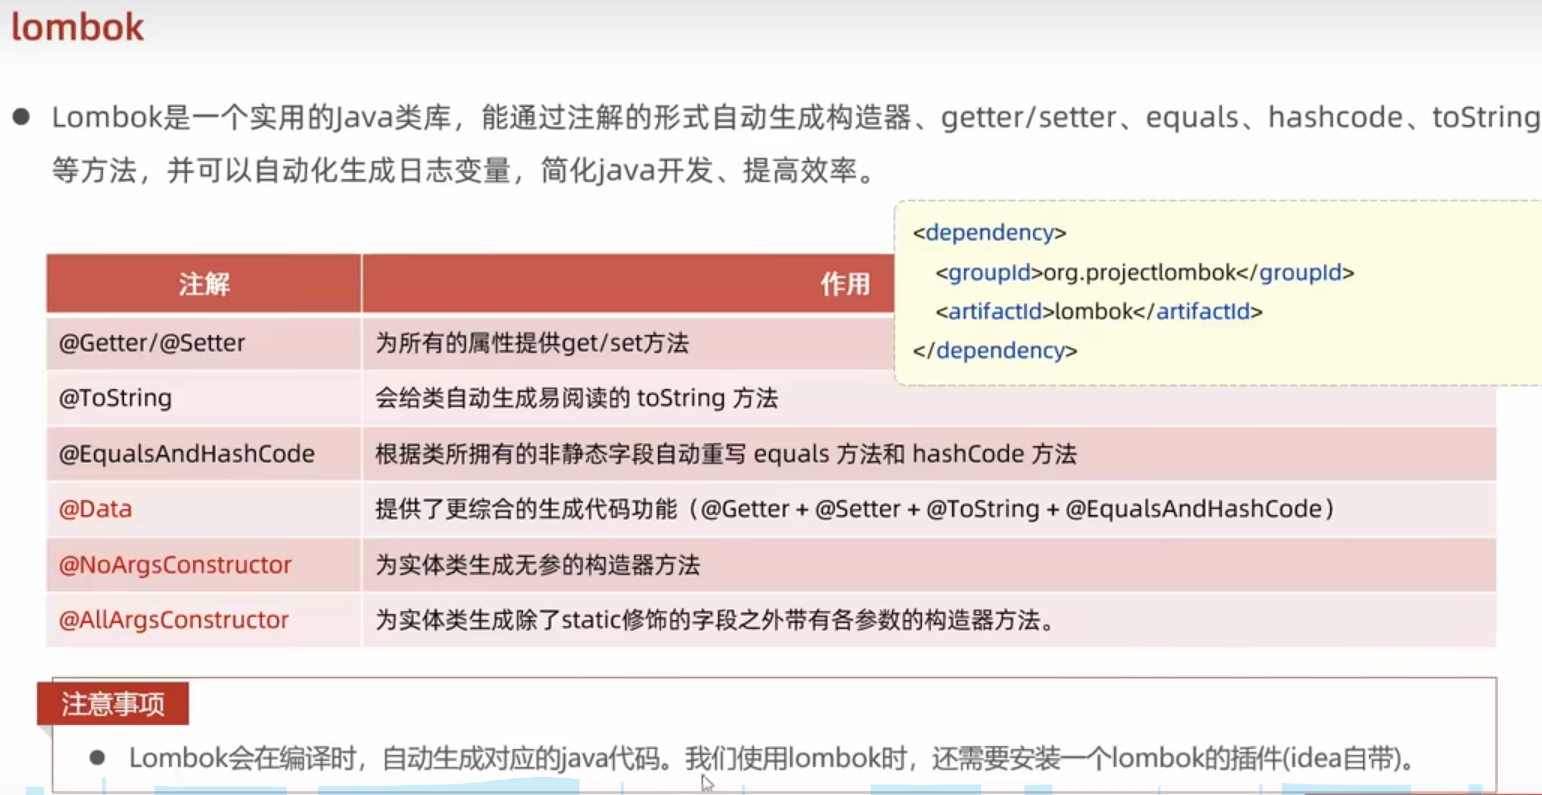 lombok
● Lombok是一个实用的Java类库，能通过注解的形式自动生成构造器、getter/setter、equals、hashcode、toString
等方法，并可以自动化生成日志变量，简化java开发、提高效率。
<dependency>
<groupId>org.projectlombok</groupId>
<artifactId>lombok</artifactId>
</dependency>
注解 作用
@Getter/@Setter 为所有的属性提供get/set方法
@ToString 会给类自动生成易阅读的 toString 方法
@EqualsAndHashCode 根据类所拥有的非静态字段自动重写 equals 方法和 hashCode 方法
@Data 提供了更综合的生成代码功能（@Getter + @Setter + @ToString + @EqualsAndHashCode）
@NoArgsConstructor 为实体类生成无参的构造器方法
@AllArgsConstructor 为实体类生成除了static修饰的字段之外带有各参数的构造器方法。
注意事项
● Lombok会在编译时，自动生成对应的java代码。我们使用lombok时，还需要安装一个lombok的插件(idea自带)。